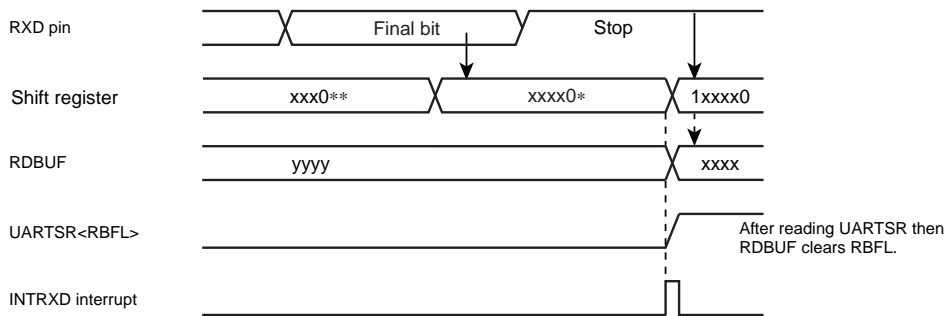 RXD pin
Final bit
Stop
Shift register
xxx0**
xxxx0*
1xxxx0
RDBUF
yyyy
xxxx
UARTSR<RBFL>
After reading UARTSR then
RDBUF clears RBFL.
INTRXD interrupt